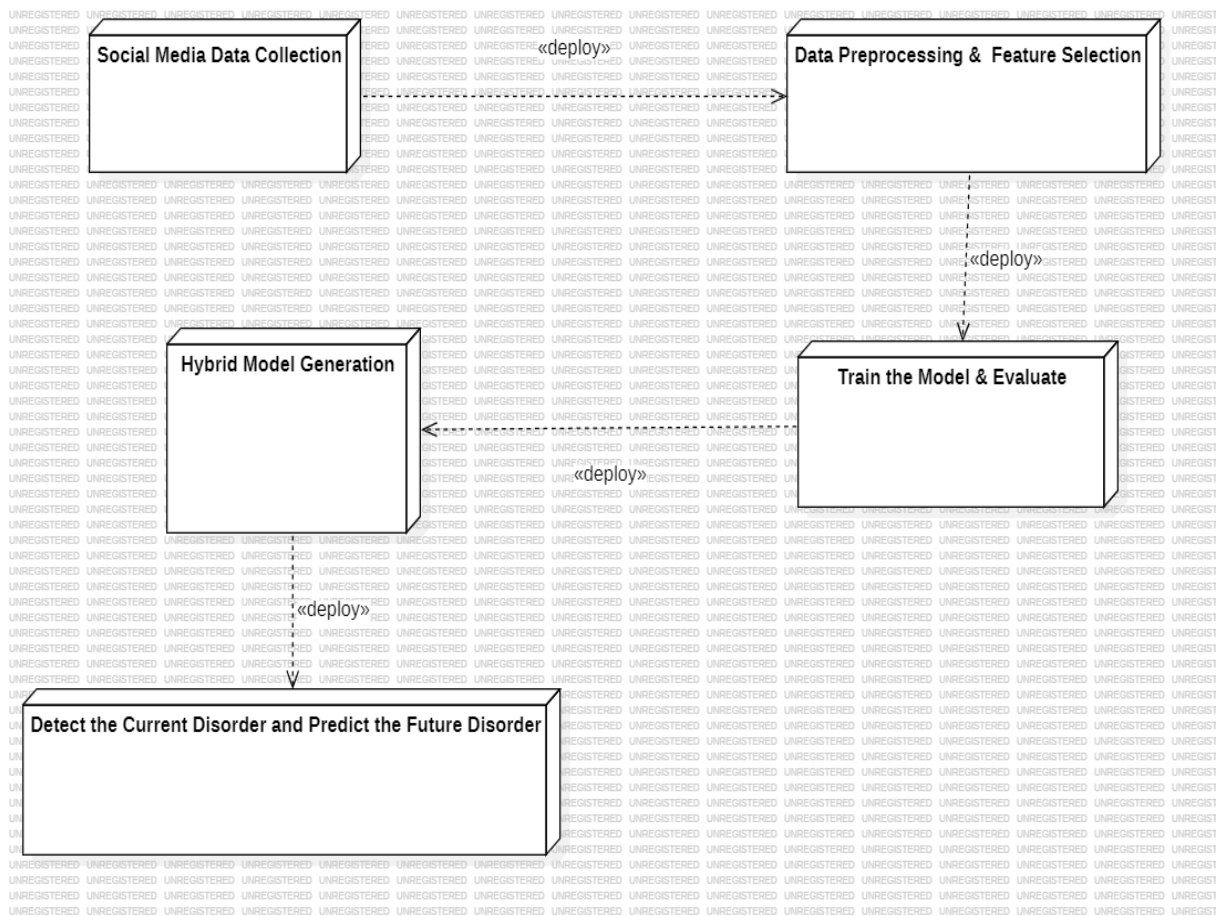 Social Media Data Collection
«deploy»
Data Preprocessing &  Feature Selection
«deploy»
Train the Model & Evaluate
«deploy»
Hybrid Model Generation
«deploy»
Detect the Current Disorder and Predict the Future Disorder
UNREGISTERED